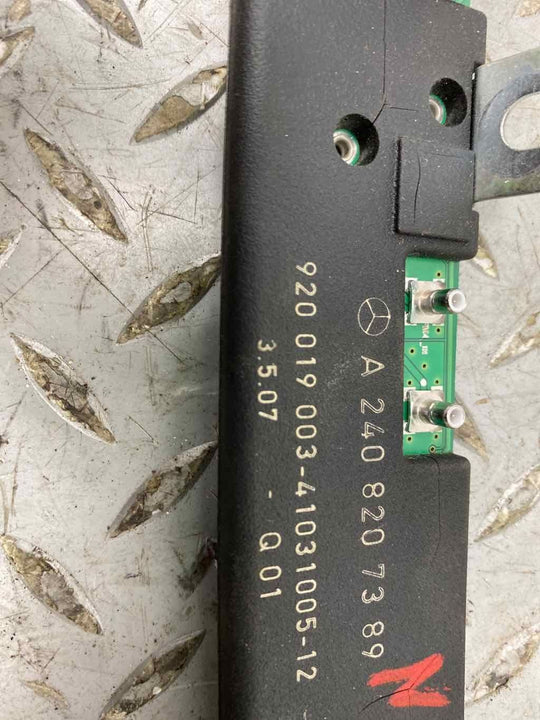 A 240 820 73 89
920 019 003-41031005-12
3.5.07 - Q 01
N